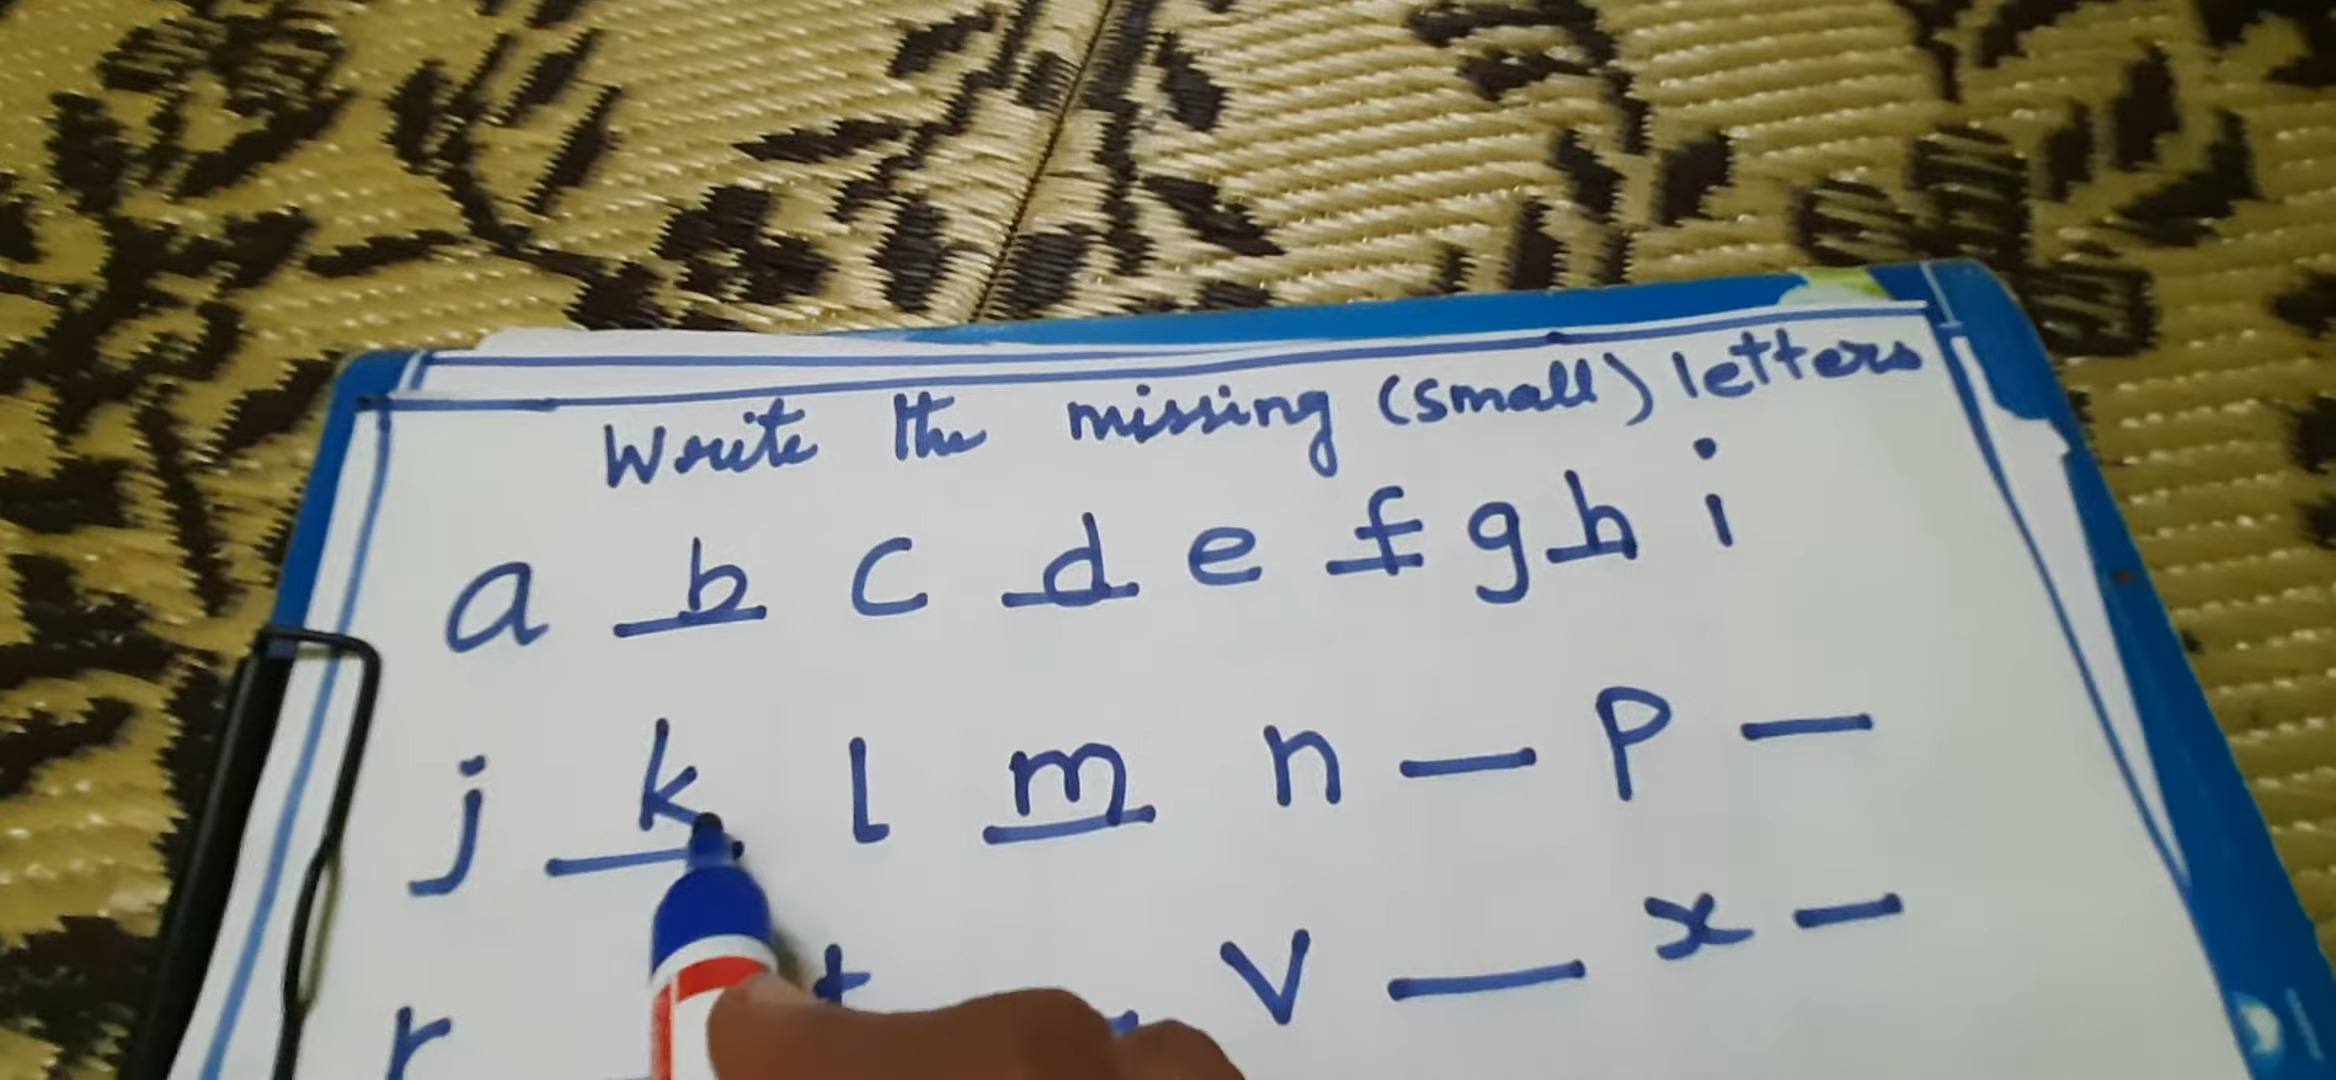 Write the missing (small) letters
a b c d e f g h i
j k l m n — p —
r t — v — x —